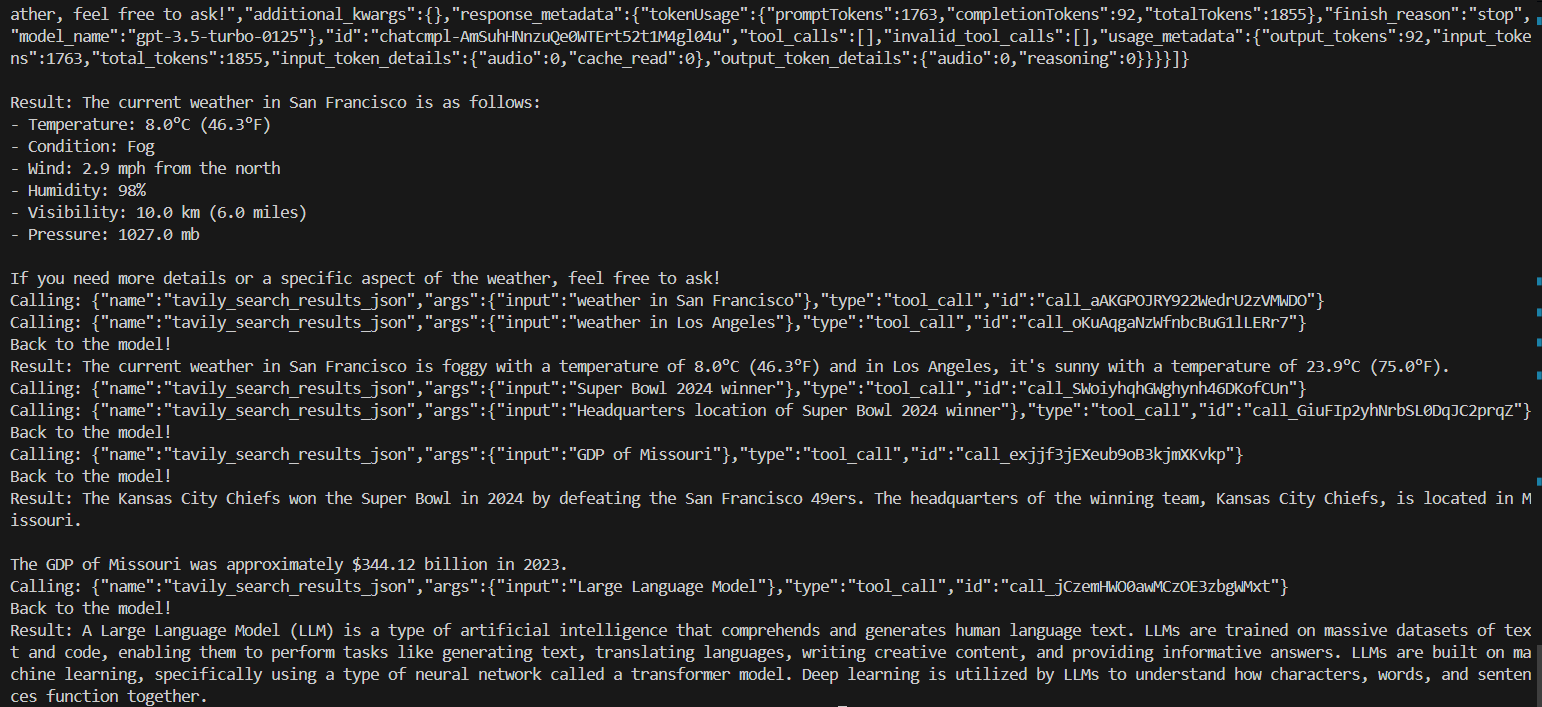 ather, feel free to ask!","additional_kwargs":{},"response_metadata":{"tokenUsage":{"promptTokens":1763,"completionTokens":92,"totalTokens":1855},"finish_reason":"stop",
"model_name":"gpt-3.5-turbo-0125"},"id":"chatcmpl-AmSuhHNnzuQe0WTErt52t1M4gl04u","tool_calls":[],"invalid_tool_calls":[],"usage_metadata":{"output_tokens":92,"input_toke
ns":1763,"total_tokens":1855,"input_token_details":{"audio":0,"cache_read":0},"output_token_details":{"audio":0,"reasoning":0}}}}]}
Result: The current weather in San Francisco is as follows:
- Temperature: 8.0°C (46.3°F)
- Condition: Fog
- Wind: 2.9 mph from the north
- Humidity: 98%
- Visibility: 10.0 km (6.0 miles)
- Pressure: 1027.0 mb
If you need more details or a specific aspect of the weather, feel free to ask!
Calling: {"name":"tavily_search_results_json","args":{"input":"weather in San Francisco"},"type":"tool_call","id":"call_aAKGPOJRY922WedrU2zVMWDO"}
Calling: {"name":"tavily_search_results_json","args":{"input":"weather in Los Angeles"},"type":"tool_call","id":"call_oKuAqgaNzWfnbcBuG1lLERr7"}
Back to the model!
Result: The current weather in San Francisco is foggy with a temperature of 8.0°C (46.3°F) and in Los Angeles, it's sunny with a temperature of 23.9°C (75.0°F).
Calling: {"name":"tavily_search_results_json","args":{"input":"Super Bowl 2024 winner"},"type":"tool_call","id":"call_SWoiyhqhGWghynh46DKofCUn"}
Calling: {"name":"tavily_search_results_json","args":{"input":"Headquarters location of Super Bowl 2024 winner"},"type":"tool_call","id":"call_GiuFIp2yhNrbSL0DqJC2prqZ"}
Back to the model!
Calling: {"name":"tavily_search_results_json","args":{"input":"GDP of Missouri"},"type":"tool_call","id":"call_exjjf3jEXeub9oB3kjmXKvkp"}
Back to the model!
Result: The Kansas City Chiefs won the Super Bowl in 2024 by defeating the San Francisco 49ers. The headquarters of the winning team, Kansas City Chiefs, is located in M
issouri.
The GDP of Missouri was approximately $344.12 billion in 2023.
Calling: {"name":"tavily_search_results_json","args":{"input":"Large Language Model"},"type":"tool_call","id":"call_jCzemHWO0awMCzOE3zbgWMxt"}
Back to the model!
Result: A Large Language Model (LLM) is a type of artificial intelligence that comprehends and generates human language text. LLMs are trained on massive datasets of tex
t and code, enabling them to perform tasks like generating text, translating languages, writing creative content, and providing informative answers. LLMs are built on ma
chine learning, specifically using a type of neural network called a transformer model. Deep learning is utilized by LLMs to understand how characters, words, and senten
ces function together.